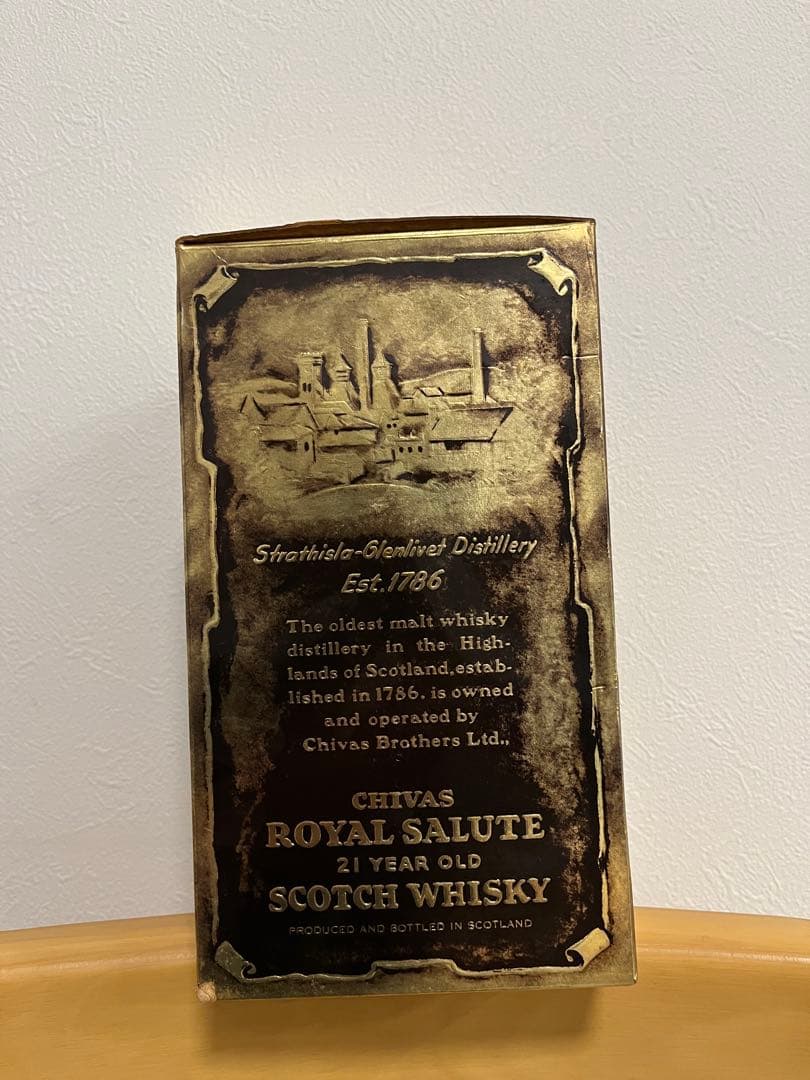 Strathisla-Glenlivet Distillery
Est. 1786
The oldest malt whisky
distillery in the High-
lands of Scotland, estab-
lished in 1786, is owned
and operated by
Chivas Brothers Ltd.,
CHIVAS
ROYAL SALUTE
21 YEAR OLD
SCOTCH WHISKY
PRODUCED AND BOTTLED IN SCOTLAND